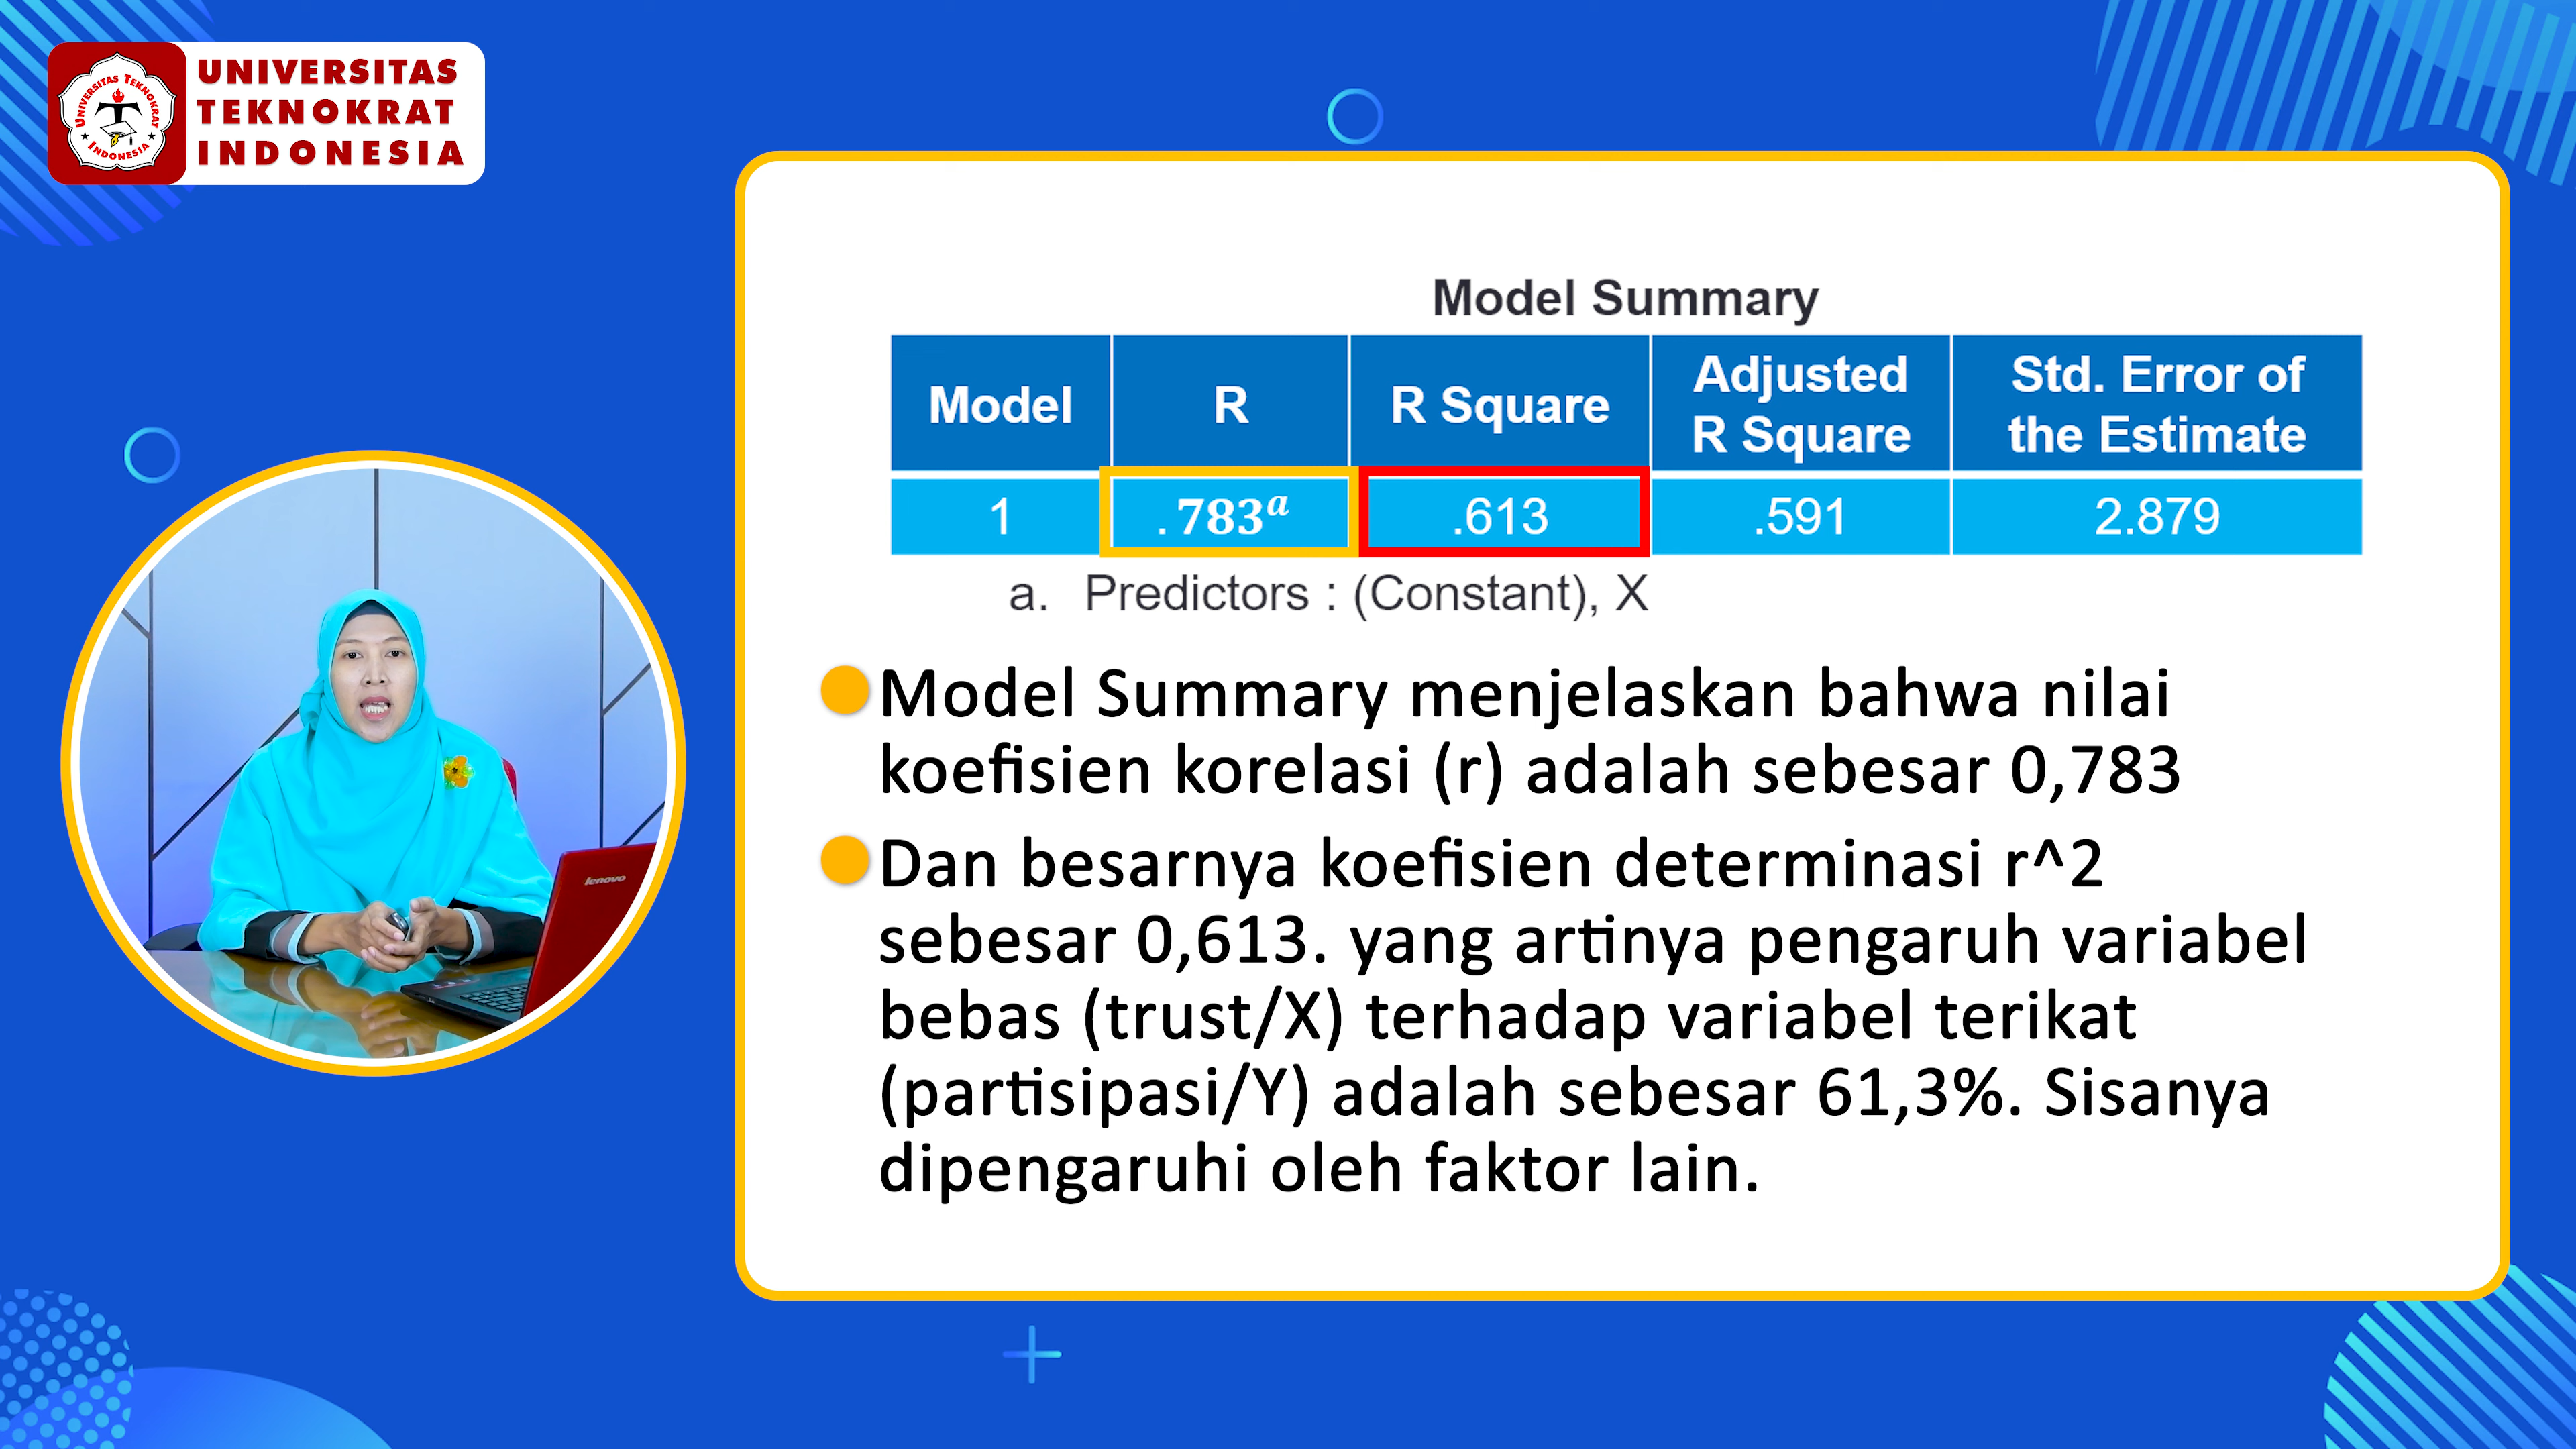 UNIVERSITAS
TEKNOKRAT
INDONESIA
UNIVERSITAS TEKNOKRAT
INDONESIA
Model Summary
Model R R Square Adjusted R Square Std. Error of the Estimate
1 .783ᵃ .613 .591 2.879
a. Predictors : (Constant), X
Model Summary menjelaskan bahwa nilai
koefisien korelasi (r) adalah sebesar 0,783
Dan besarnya koefisien determinasi r^2
sebesar 0,613. yang artinya pengaruh variabel
bebas (trust/X) terhadap variabel terikat
(partisipasi/Y) adalah sebesar 61,3%. Sisanya
dipengaruhi oleh faktor lain.
lenovo